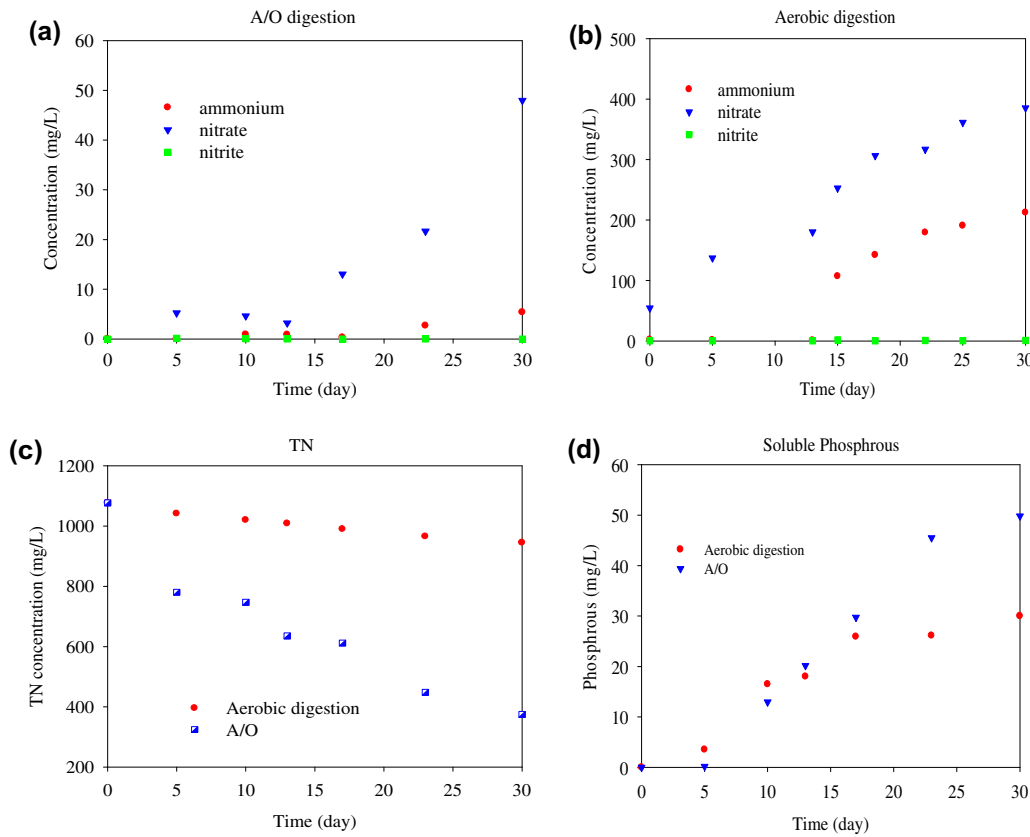 (a)
A/O digestion
60
50
40
30
20
10
0
Concentration (mg/L)
ammonium
nitrate
nitrite
0 5 10 15 20 25 30
Time (day)
(b)
Aerobic digestion
500
400
300
200
100
0
Concentration (mg/L)
ammonium
nitrate
nitrite
0 5 10 15 20 25 30
Time (day)
(c)
TN
1200
1000
800
600
400
200
TN concentration (mg/L)
Aerobic digestion
A/O
0 5 10 15 20 25 30
Time (day)
(d)
Soluble Phosphrous
60
50
40
30
20
10
0
Phosphrous (mg/L)
Aerobic digestion
A/O
0 5 10 15 20 25 30
Time (day)